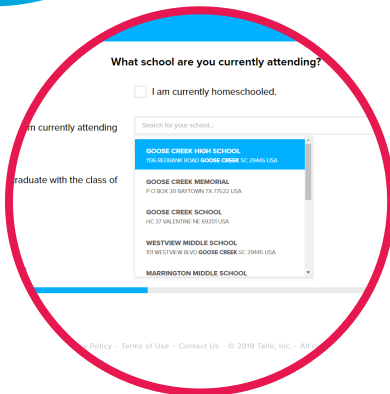 What school are you currently attending?
I am currently homeschooled.
m currently attending
Search for your school...
GOOSE CREEK HIGH SCHOOL
1136 REDBANK ROAD GOOSE CREEK SC 29445 USA
raduate with the class of
GOOSE CREEK MEMORIAL
P O BOX 30 BAYTOWN TX 77522 USA
GOOSE CREEK SCHOOL
HC 37 VALENTINE NE 69201 USA
WESTVIEW MIDDLE SCHOOL
101 WESTVIEW BLVD GOOSE CREEK SC 29445 USA
MARRINGTON MIDDLE SCHOOL
y Policy - Terms of Use - Contact Us - © 2019 Tallo, Inc. - All ri